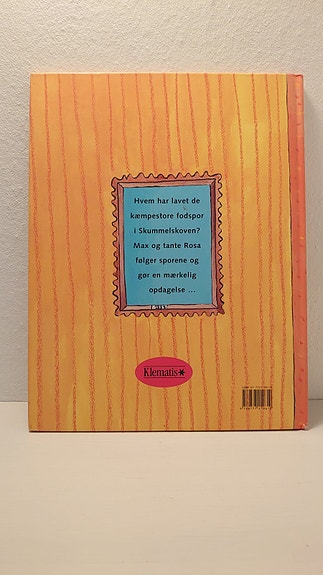 Hvem har lavet de
kæmpestore fodspor
i Skummelskoven?
Max og tante Rosa
følger sporene og
gør en mærkelig
opdagelse ...
Klematis